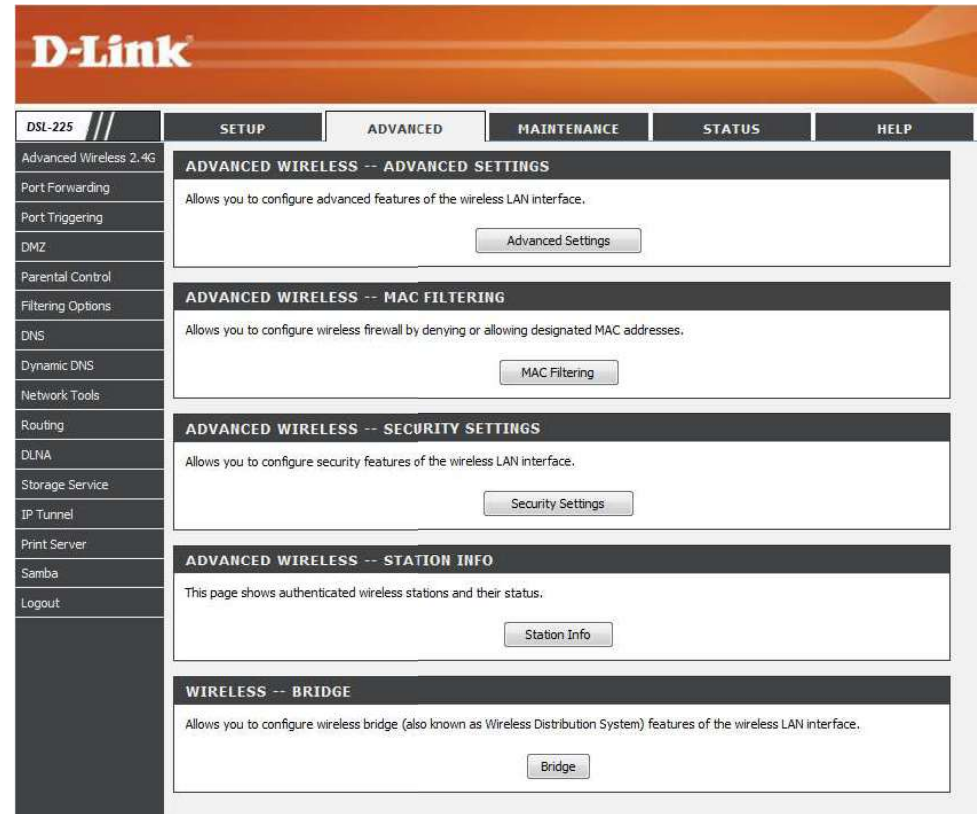 D-Link
DSL-225
SETUP
ADVANCED
MAINTENANCE
STATUS
HELP
Advanced Wireless 2.4G
Port Forwarding
Port Triggering
DMZ
Parental Control
Filtering Options
DNS
Dynamic DNS
Network Tools
Routing
DLNA
Storage Service
IP Tunnel
Print Server
Samba
Logout
ADVANCED WIRELESS -- ADVANCED SETTINGS
Allows you to configure advanced features of the wireless LAN interface.
Advanced Settings
ADVANCED WIRELESS -- MAC FILTERING
Allows you to configure wireless firewall by denying or allowing designated MAC addresses.
MAC Filtering
ADVANCED WIRELESS -- SECURITY SETTINGS
Allows you to configure security features of the wireless LAN interface.
Security Settings
ADVANCED WIRELESS -- STATION INFO
This page shows authenticated wireless stations and their status.
Station Info
WIRELESS -- BRIDGE
Allows you to configure wireless bridge (also known as Wireless Distribution System) features of the wireless LAN interface.
Bridge